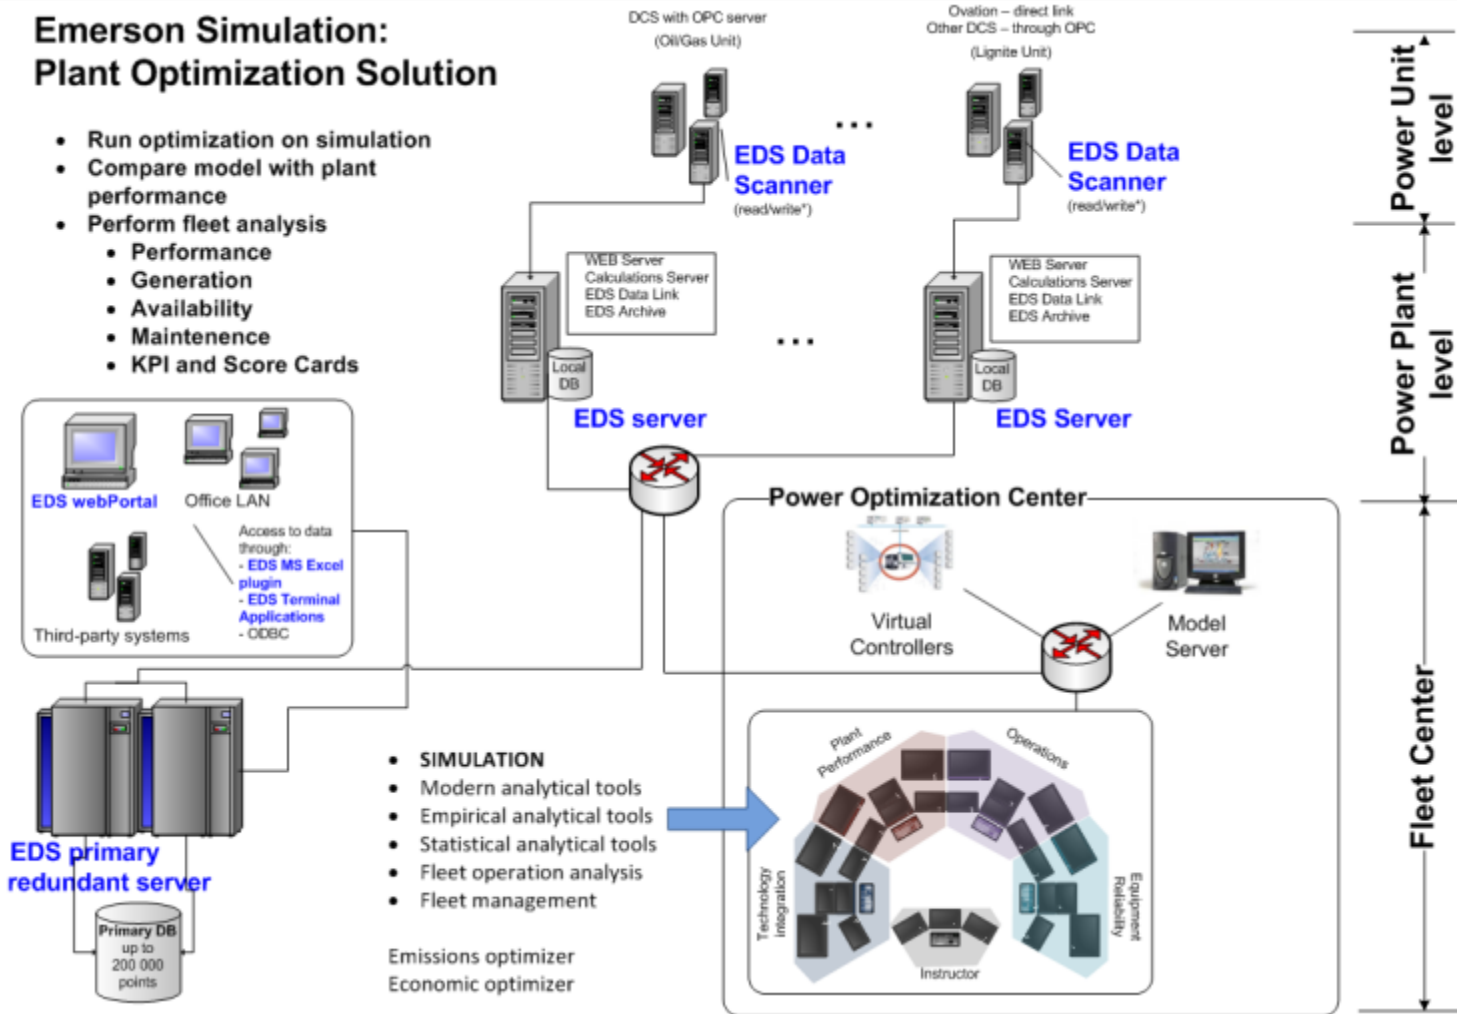 Emerson Simulation:
Plant Optimization Solution
• Run optimization on simulation
• Compare model with plant
performance
• Perform fleet analysis
• Performance
• Generation
• Availability
• Maintenence
• KPI and Score Cards
DCS with OPC server
(Oil/Gas Unit)
Ovation – direct link
Other DCS – through OPC
(Lignite Unit)
...
EDS Data
Scanner
(read/write*)
EDS Data
Scanner
(read/write*)
Power Unit
level
WEB Server
Calculations Server
EDS Data Link
EDS Archive
Local
DB
EDS server
...
WEB Server
Calculations Server
EDS Data Link
EDS Archive
Local
DB
EDS Server
Power Plant
level
EDS webPortal
Office LAN
Access to data
through:
- EDS MS Excel
plugin
- EDS Terminal
Applications
- ODBC
Third-party systems
Power Optimization Center
Virtual
Controllers
Model
Server
Fleet Center
EDS primary
redundant server
Primary DB
up to
200 000
points
• SIMULATION
• Modern analytical tools
• Empirical analytical tools
• Statistical analytical tools
• Fleet operation analysis
• Fleet management
Emissions optimizer
Economic optimizer
Plant
Performance
Operations
Technology
integration
Equipment
Reliability
Instructor